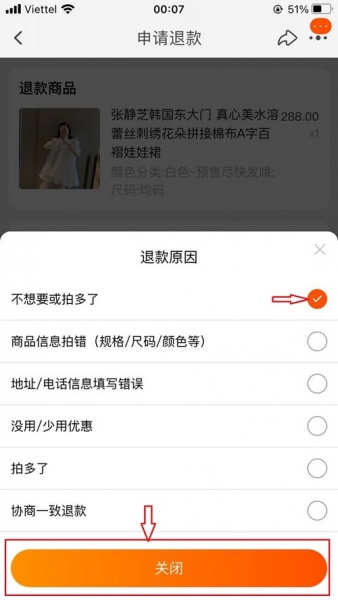 Viettel 00:07 51%
申请退款
退款商品
张静芝韩国东大门 真心美水溶 288.00
蕾丝刺绣花朵拼接棉布A字百 x1
褶娃娃裙
颜色分类:白色-预售尽快发哦;
尺码:均码
退款原因
不想要或拍多了
商品信息拍错（规格/尺码/颜色等）
地址/电话信息填写错误
没用/少用优惠
拍多了
协商一致退款
关闭